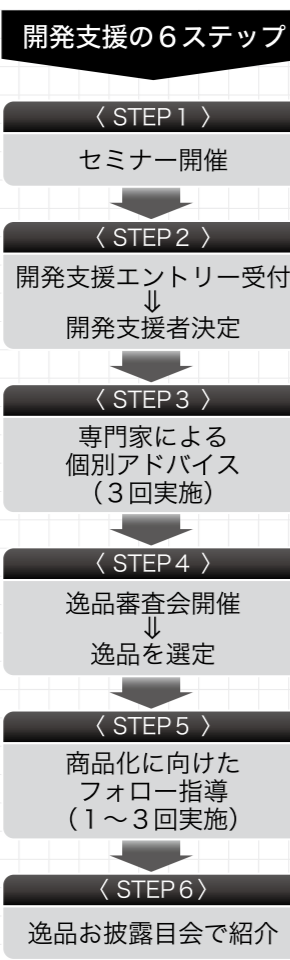 開発支援の６ステップ
〈 STEP１ 〉
セミナー開催
〈 STEP２ 〉
開発支援エントリー受付
⇓
開発支援者決定
〈 STEP３ 〉
専門家による
個別アドバイス
（３回実施）
〈 STEP４ 〉
逸品審査会開催
⇓
逸品を選定
〈 STEP５ 〉
商品化に向けた
フォロー指導
（１～３回実施）
〈 STEP６〉
逸品お披露目会で紹介